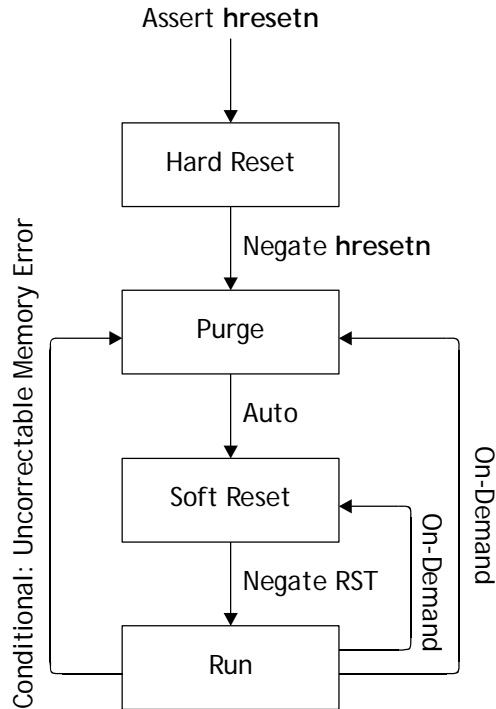 Assert hresetn
Hard Reset
Negate hresetn
Conditional: Uncorrectable Memory Error
Purge
Auto
On-Demand
Soft Reset
On-Demand
Negate RST
Run